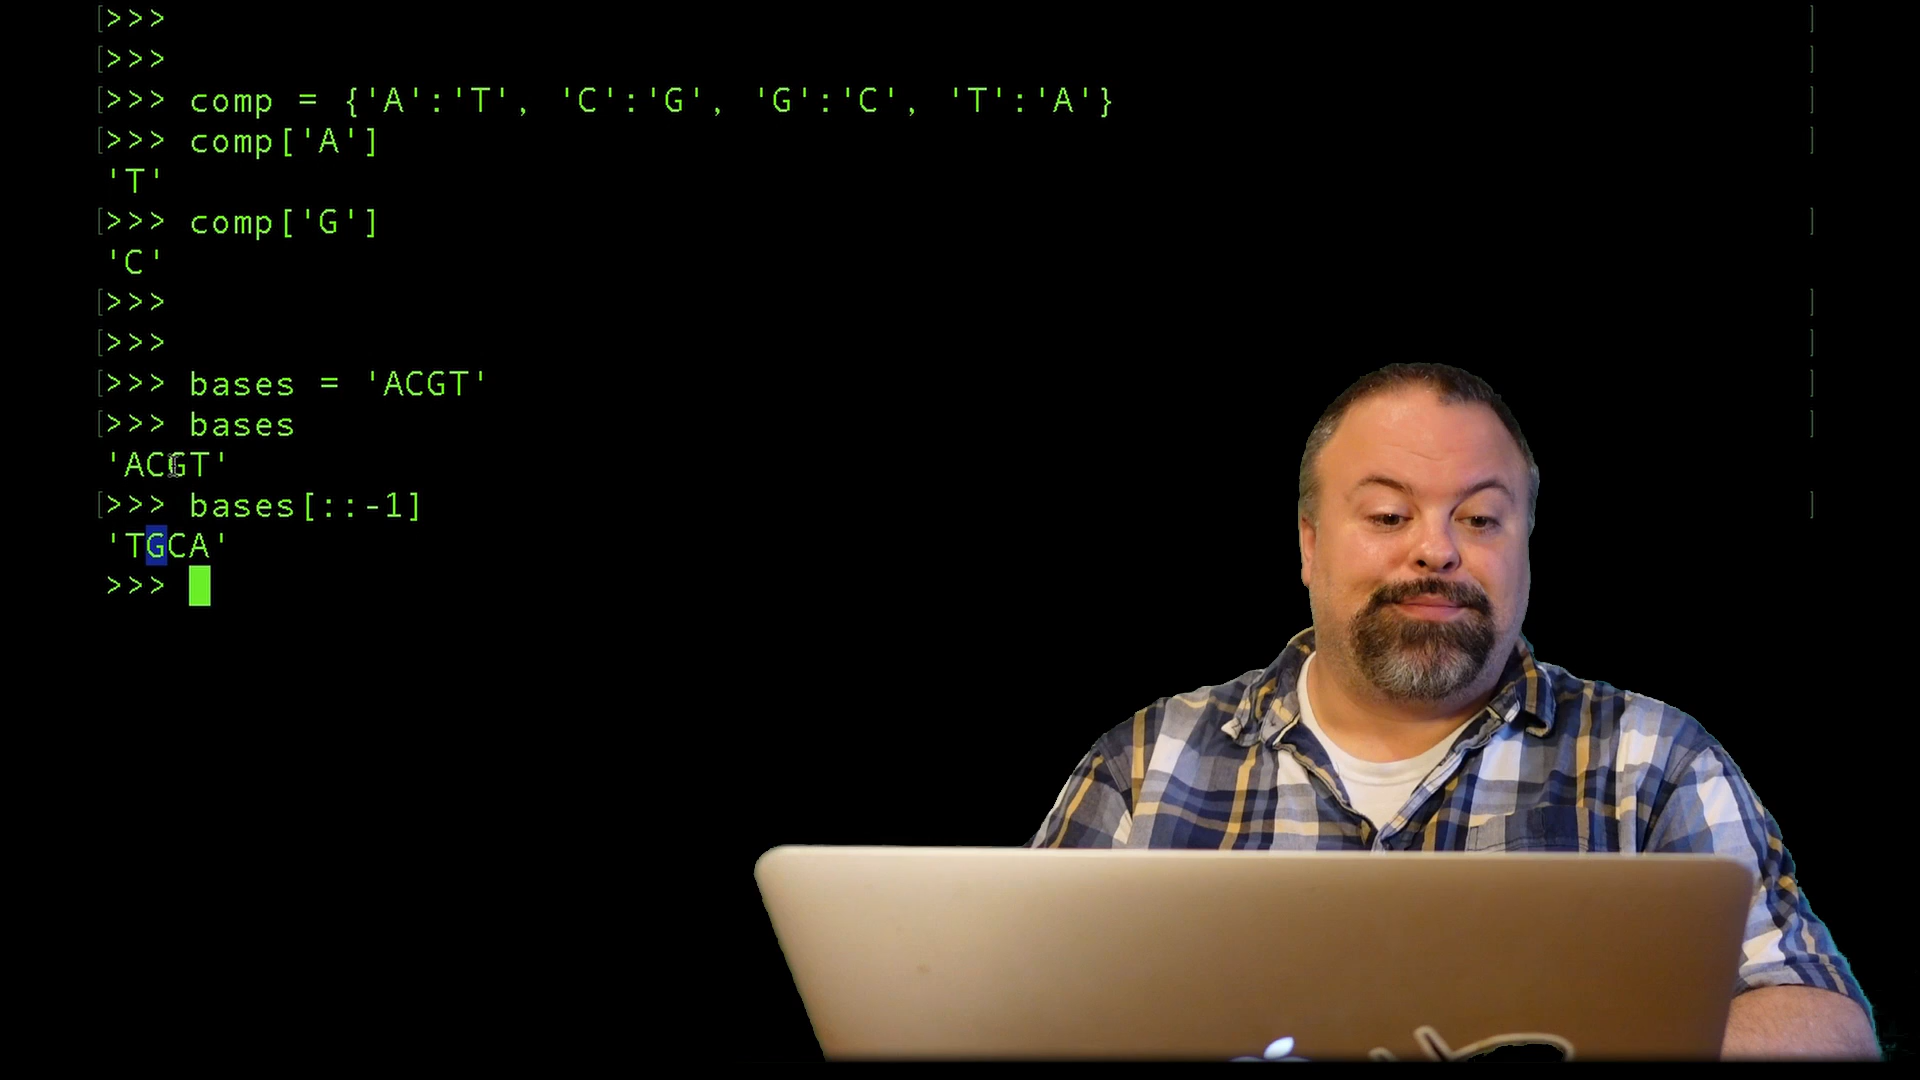 [>>> ]
[>>> ]
[>>> comp = {'A':'T', 'C':'G', 'G':'C', 'T':'A'} ]
[>>> comp['A'] ]
'T'
[>>> comp['G'] ]
'C'
[>>> ]
[>>> ]
[>>> bases = 'ACGT' ]
[>>> bases ]
'ACGT'
[>>> bases[::-1] ]
'TGCA'
>>>